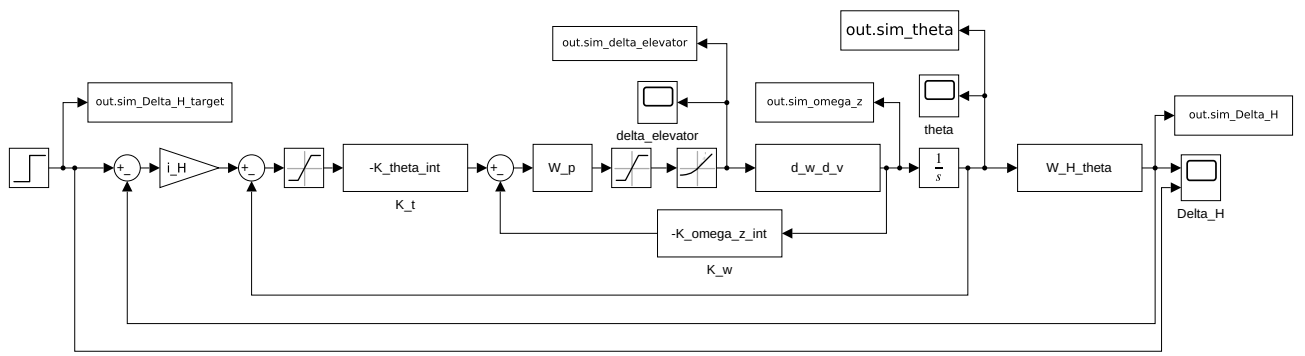 out.sim_theta
out.sim_delta_elevator
out.sim_Delta_H_target
out.sim_omega_z
out.sim_Delta_H
delta_elevator
theta
+
_
i_H
+
_
-K_theta_int
K_t
+
_
W_p
d_w_d_v
1
s
W_H_theta
Delta_H
-K_omega_z_int
K_w